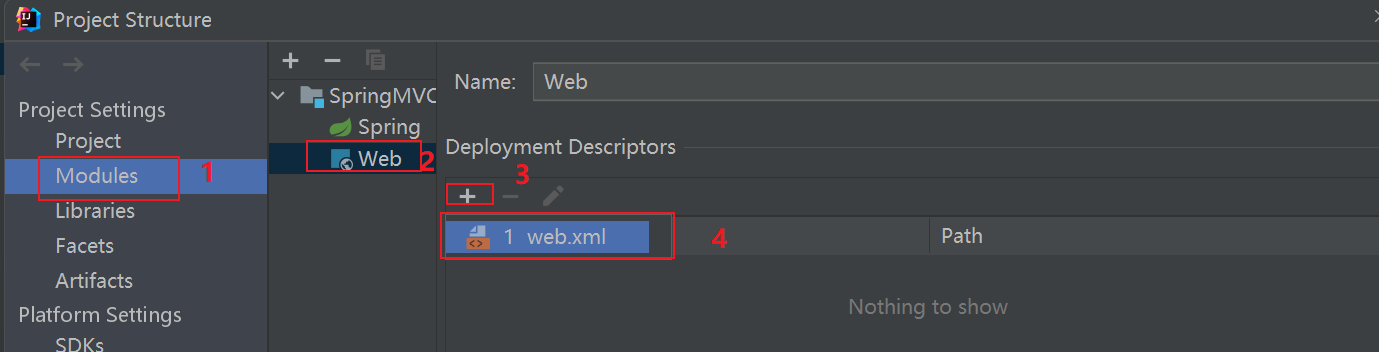 Project Structure
Project Settings
Project
Modules
1
Libraries
Facets
Artifacts
Platform Settings
SDKs
SpringMVC
Spring
Web
2
Name:
Web
Deployment Descriptors
3
1 web.xml
4
Path
Nothing to show